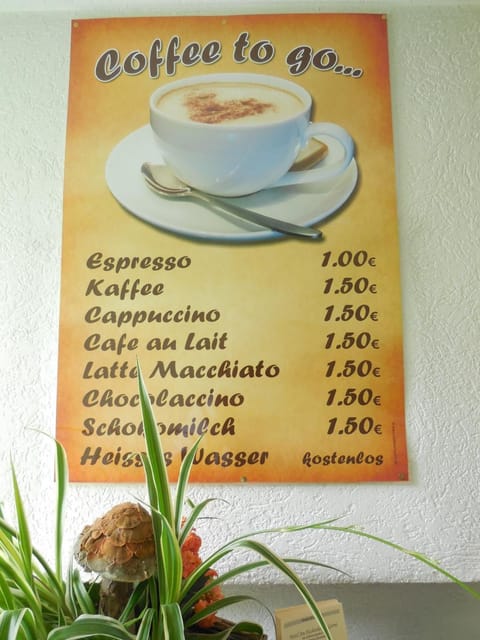 Coffee to go...
Espresso 1.00€
Kaffee 1.50€
Cappuccino 1.50€
Cafe au Lait 1.50€
Latte Macchiato 1.50€
Chocolaccino 1.50€
Schokomilch 1.50€
Heisses Wasser kostenlos